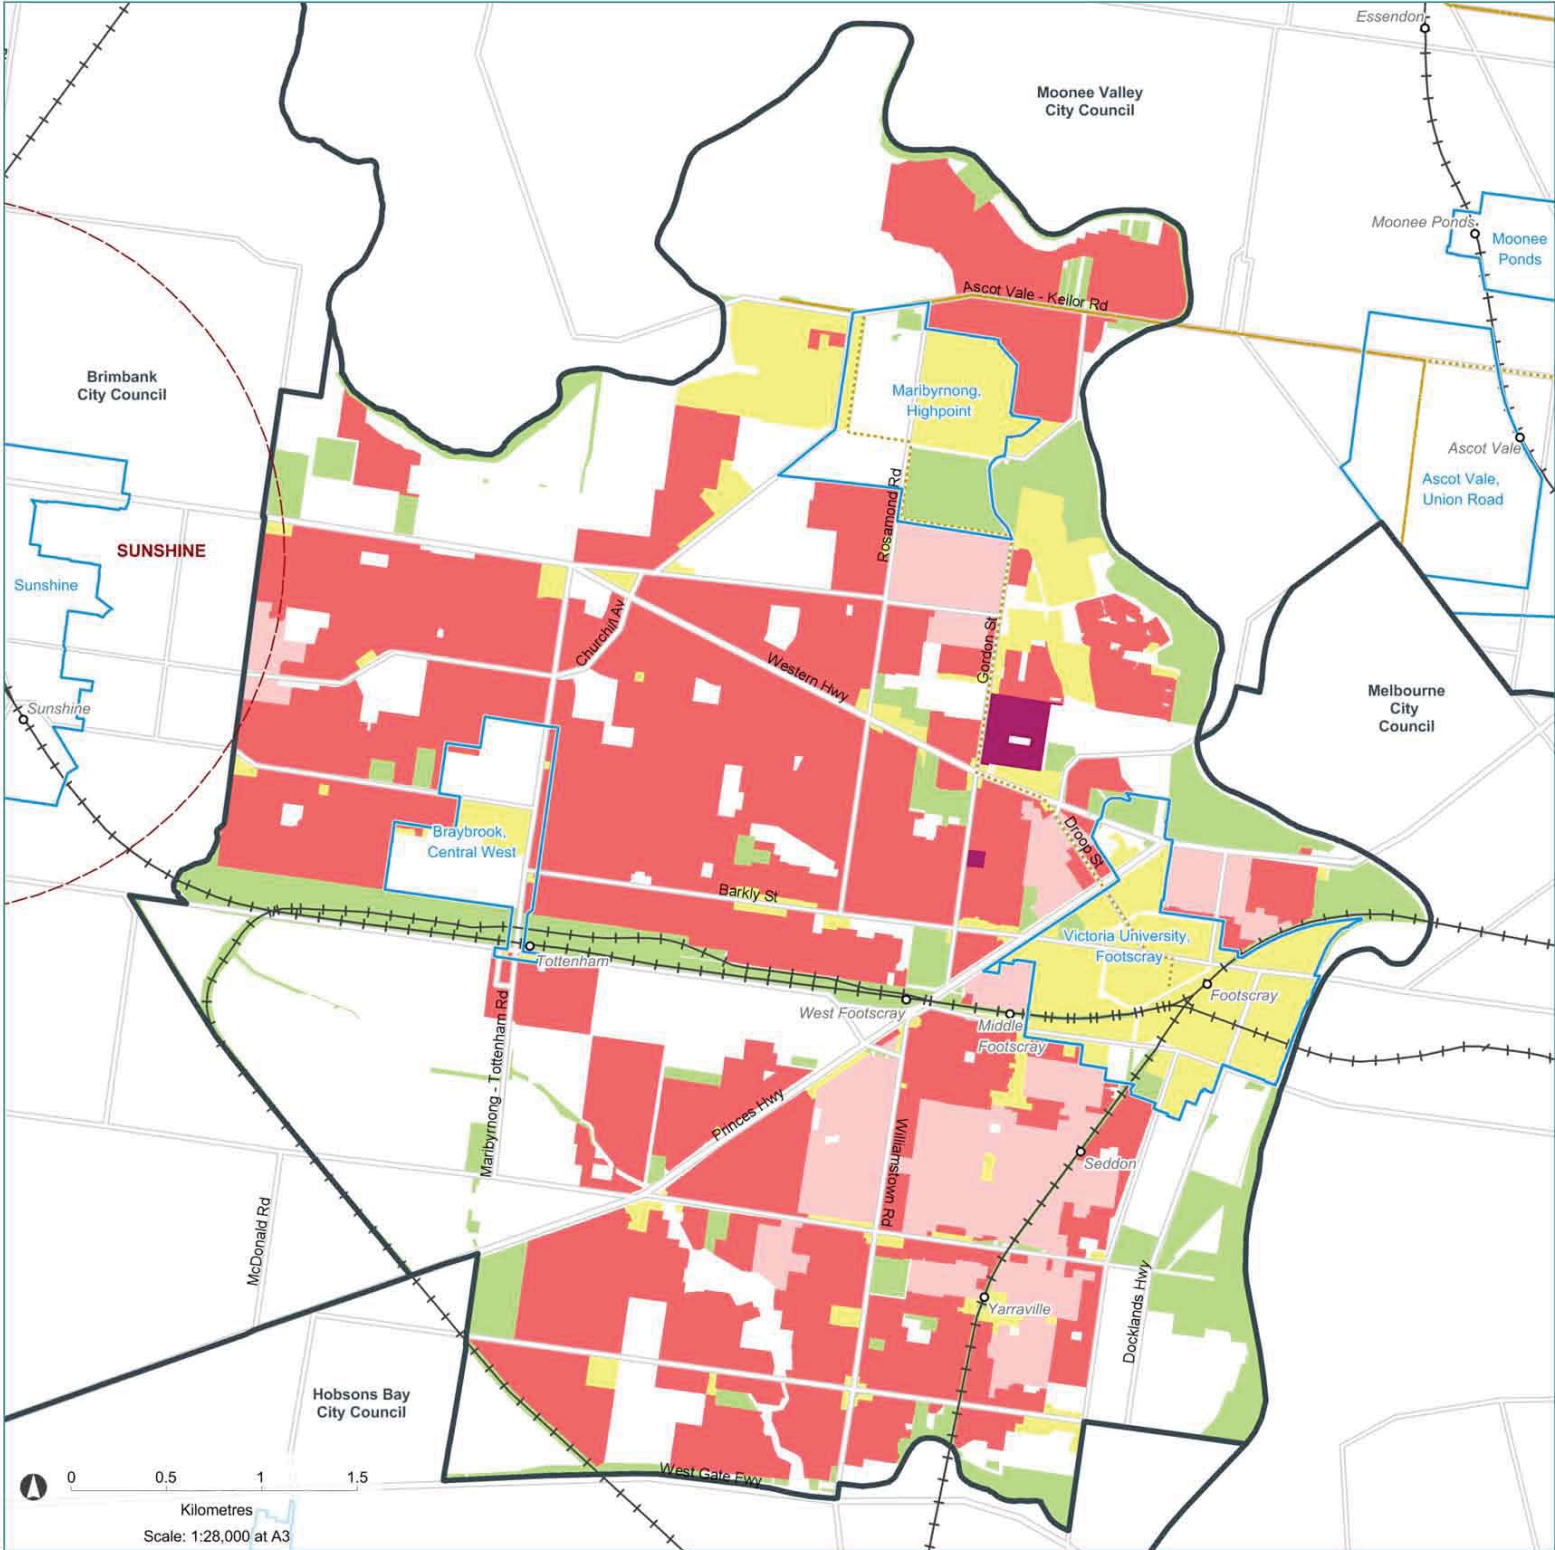 Essendon
Moonee Valley
City Council
Moonee Ponds
Moonee
Ponds
Ascot Vale - Keilor Rd
Brimbank
City Council
Maribyrnong,
Highpoint
Ascot Vale
Ascot Vale,
Union Road
Rosamond Rd
SUNSHINE
Sunshine
Churchill Av
Gordon St
Western Hwy
Sunshine
Melbourne
City
Council
Braybrook,
Central West
Droop St
Barkly St
Victoria University,
Footscray
Tottenham
Footscray
West Footscray
Middle
Footscray
Maribyrnong - Tottenham Rd
Princes Hwy
Williamstown Rd
Seddon
McDonald Rd
Docklands Hwy
Yarraville
Hobsons Bay
City Council
West Gate Fwy
0 0.5 1 1.5
Kilometres
Scale: 1:28,000 at A3